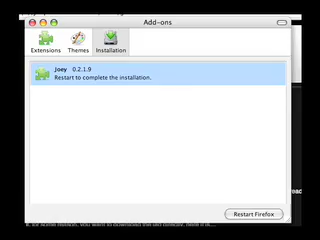 Add-ons
Extensions Themes Installation
Joey 0.2.1.9
Restart to complete the installation.
Restart Firefox